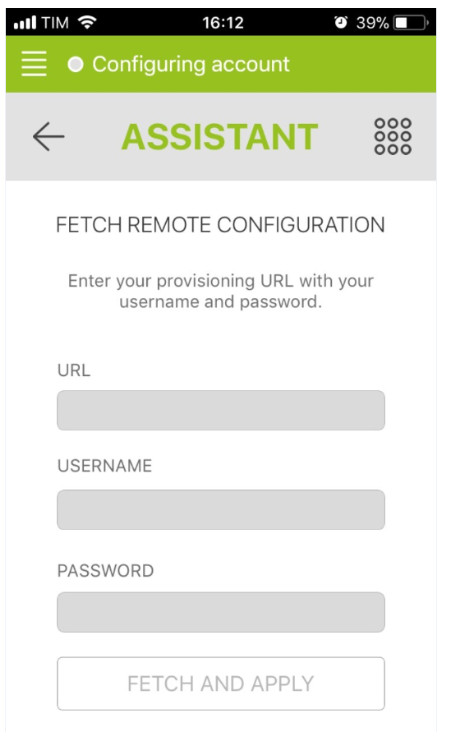 TIM 16:12 39%
Configuring account
ASSISTANT
FETCH REMOTE CONFIGURATION
Enter your provisioning URL with your
username and password.
URL
USERNAME
PASSWORD
FETCH AND APPLY